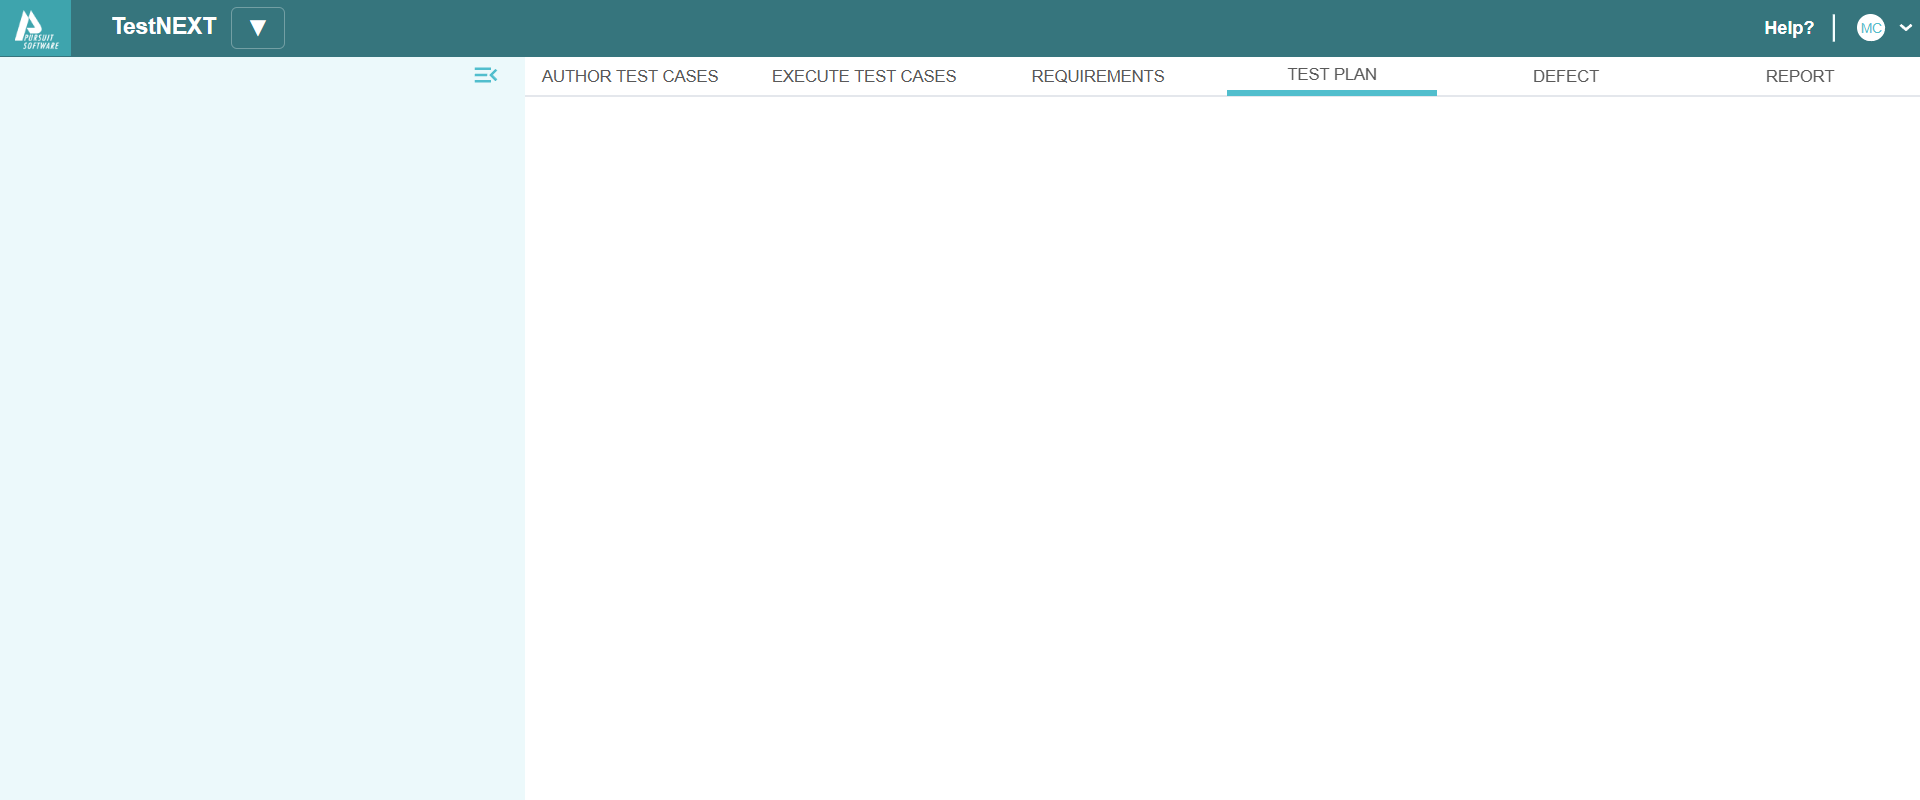 PURSUIT
SOFTWARE
TestNEXT
▼
Help?
MC
AUTHOR TEST CASES
EXECUTE TEST CASES
REQUIREMENTS
TEST PLAN
DEFECT
REPORT